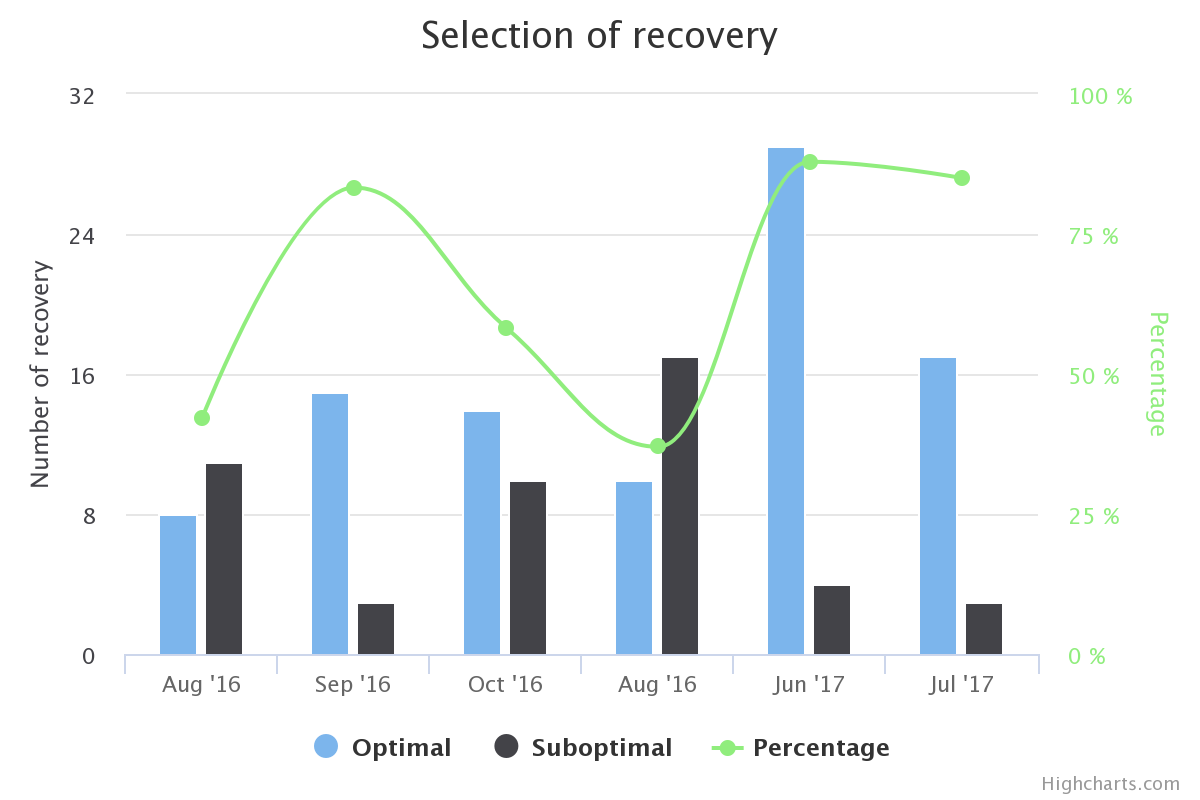 Selection of recovery
32
24
16
8
0
Number of recovery
100 %
75 %
50 %
25 %
0 %
Percentage
Aug '16
Sep '16
Oct '16
Aug '16
Jun '17
Jul '17
Optimal
Suboptimal
Percentage
Highcharts.com